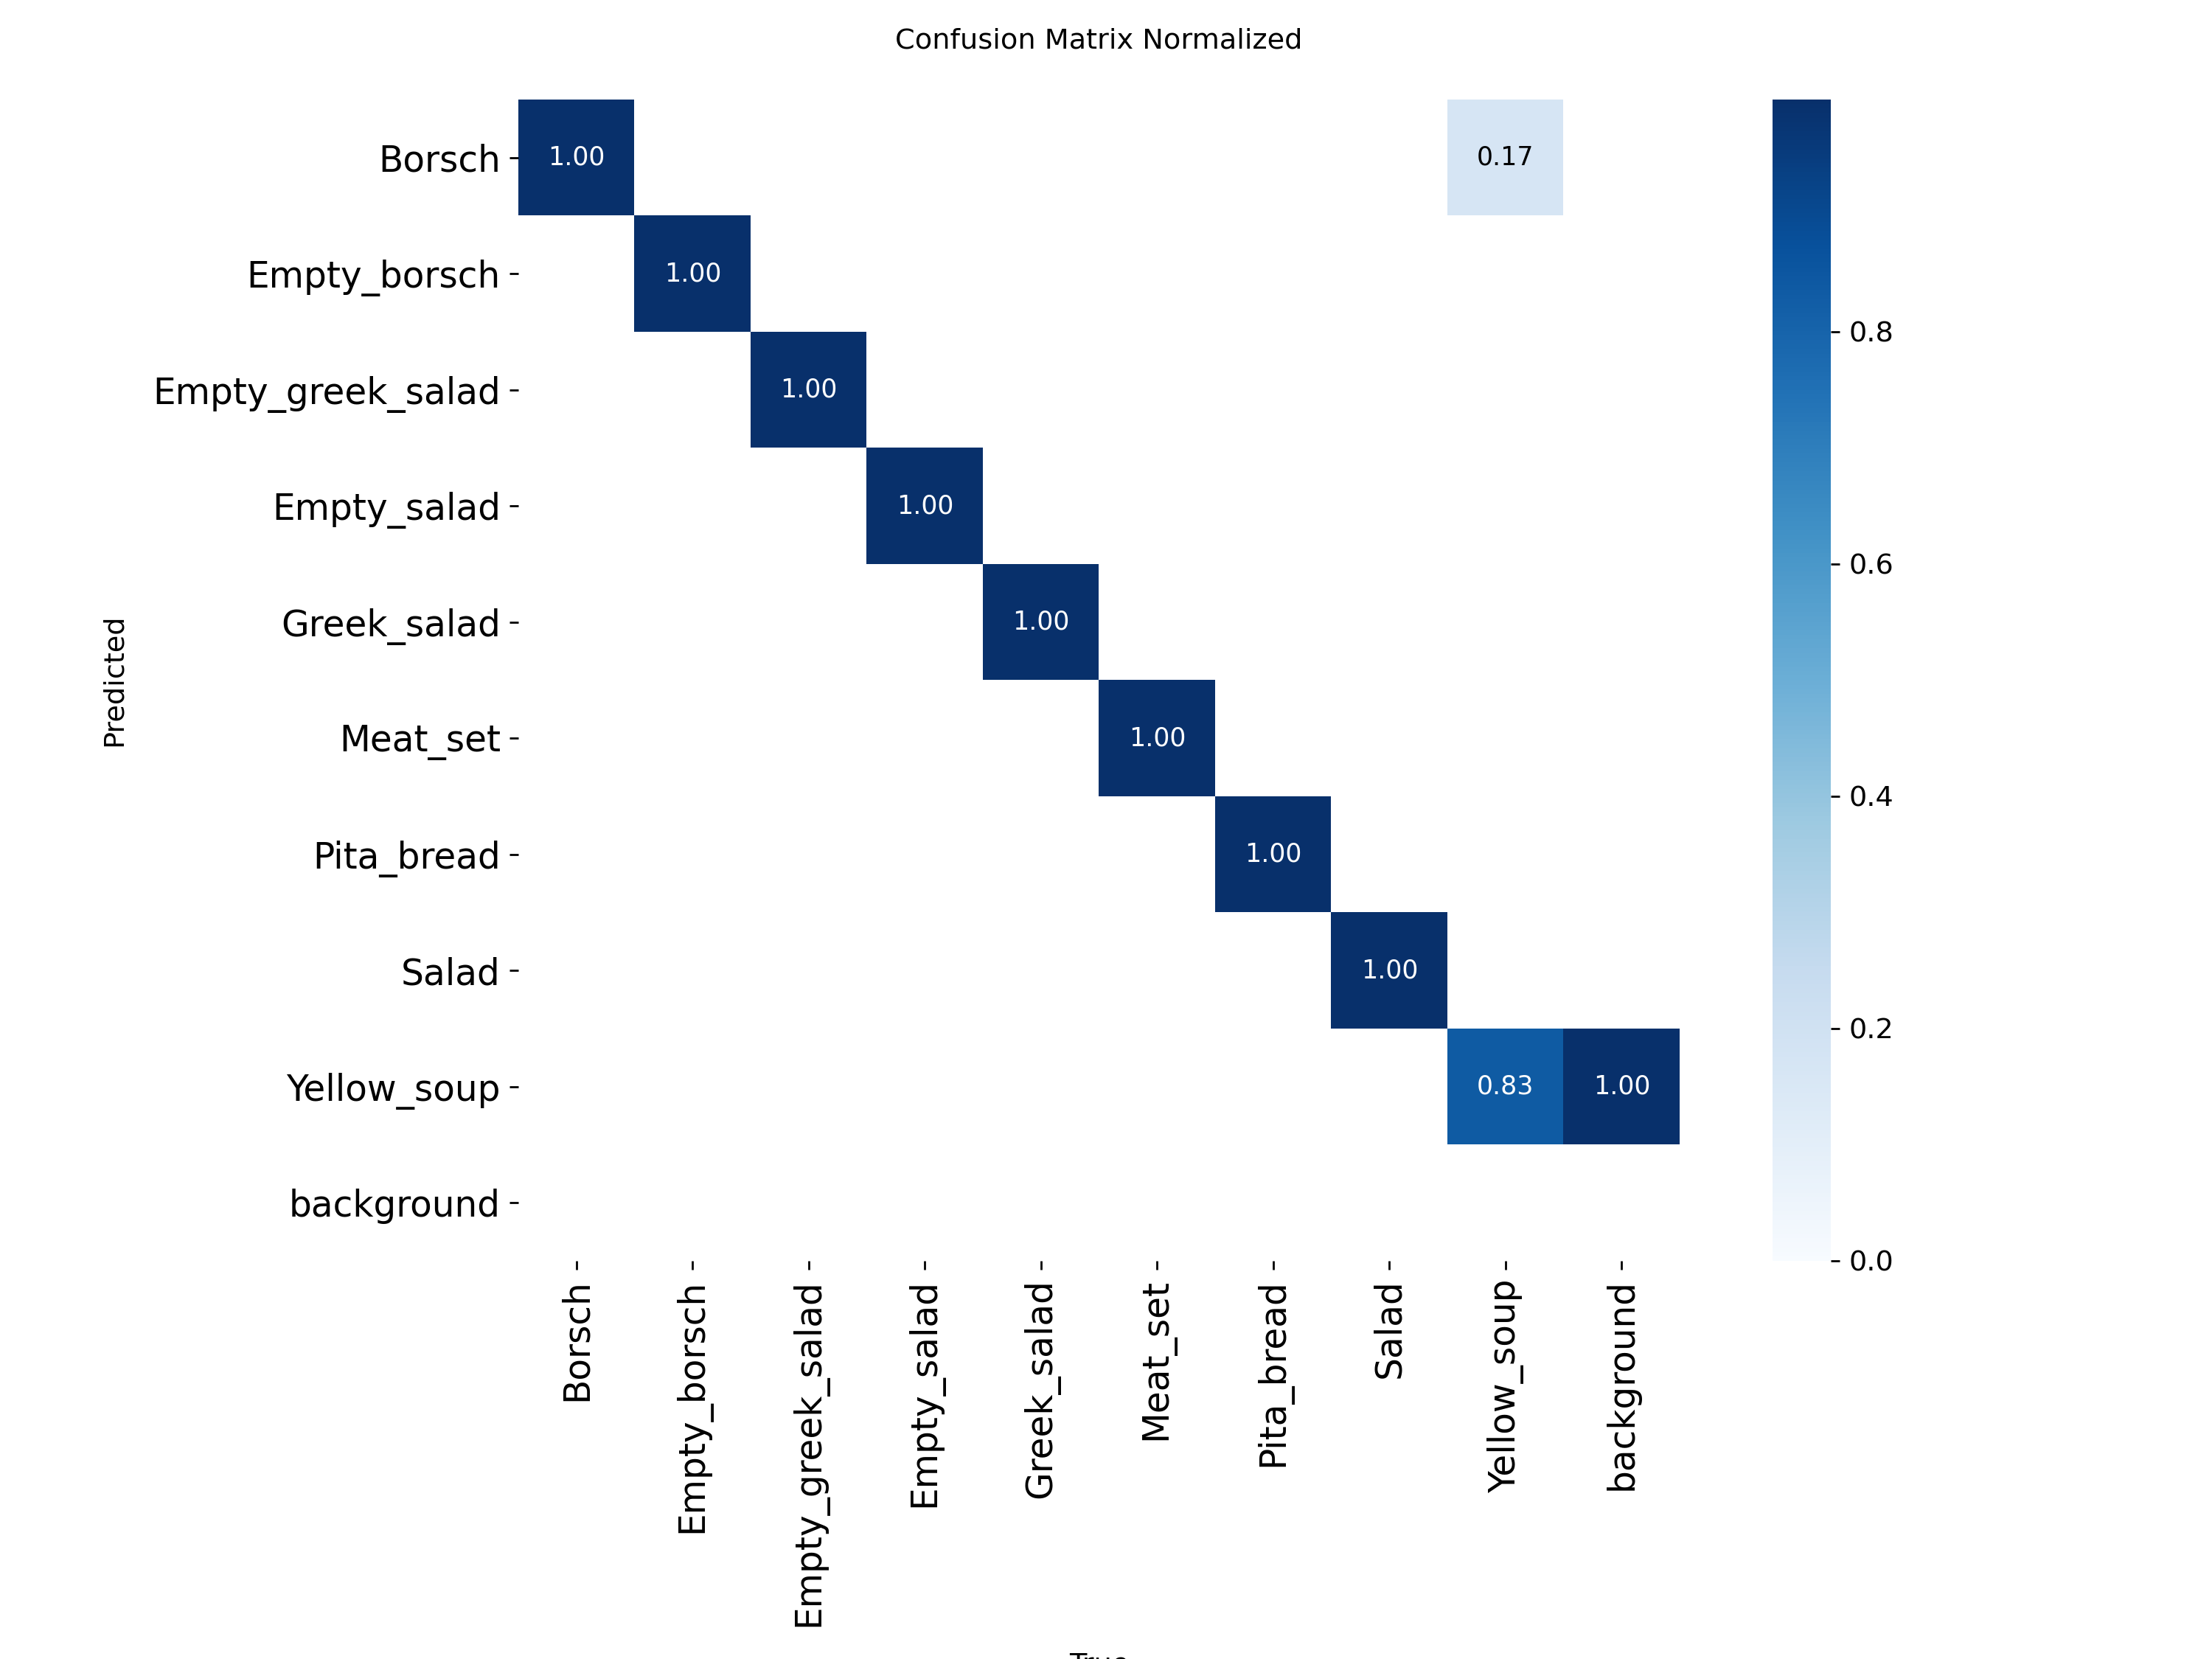 Confusion Matrix Normalized
Borsch
1.00
0.17
Empty_borsch
1.00
0.8
Empty_greek_salad
1.00
Empty_salad
1.00
0.6
Greek_salad
1.00
Predicted
Meat_set
1.00
0.4
Pita_bread
1.00
Salad
1.00
0.2
Yellow_soup
0.83
1.00
background
0.0
Borsch
Empty_borsch
Empty_greek_salad
Empty_salad
Greek_salad
Meat_set
Pita_bread
Salad
Yellow_soup
background
True